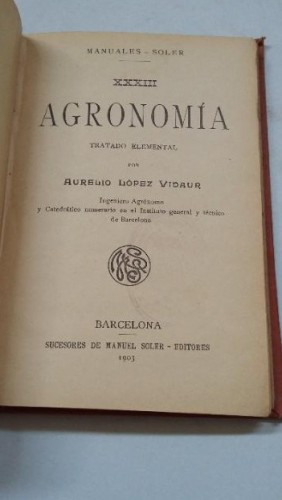 MANUALES - SOLER
XXXIII
AGRONOMÍA
TRATADO ELEMENTAL
POR
AURELIO LÓPEZ VIDAUR
Ingeniero Agrónomo
y Catedrático numerario en el Instituto general y técnico
de Barcelona
BARCELONA
SUCESORES DE MANUEL SOLER - EDITORES
1903